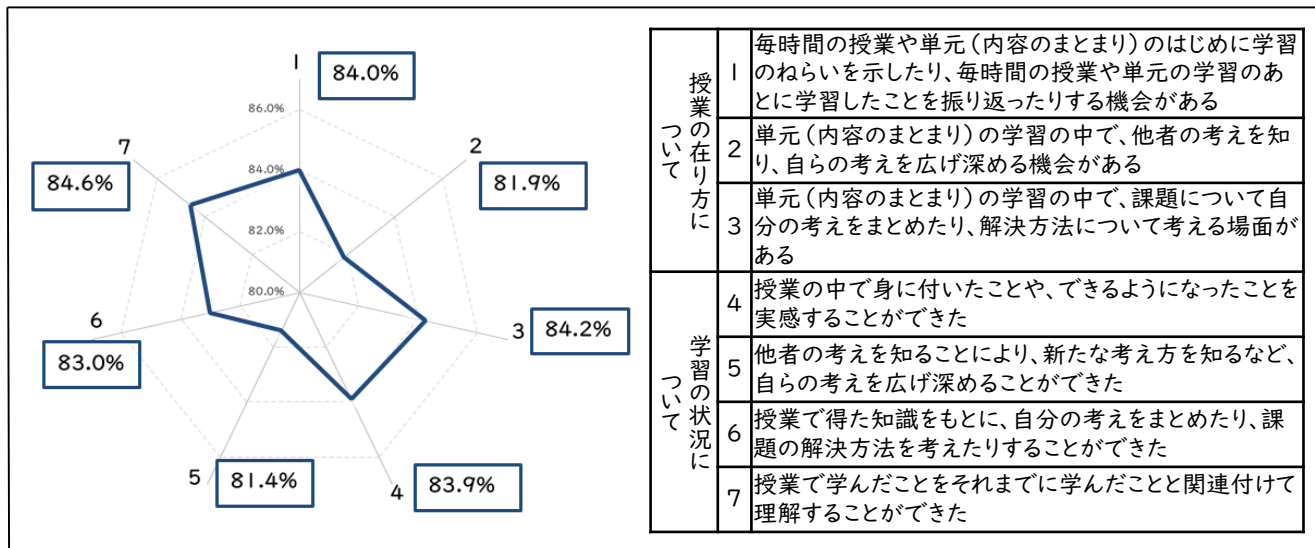 1
84.0%
86.0%
84.0%
82.0%
80.0%
2
81.9%
3
84.2%
4
83.9%
5
81.4%
6
83.0%
7
84.6%
授業の在り方に
ついて
1
毎時間の授業や単元(内容のまとまり)のはじめに学習
のねらいを示したり、毎時間の授業や単元の学習のあ
とに学習したことを振り返ったりする機会がある
2
単元(内容のまとまり)の学習の中で、他者の考えを知
り、自らの考えを広げ深める機会がある
3
単元(内容のまとまり)の学習の中で、課題について自
分の考えをまとめたり、解決方法について考える場面が
ある
学習の状況に
ついて
4
授業の中で身に付いたことや、できるようになったことを
実感することができた
5
他者の考えを知ることにより、新たな考え方を知るなど、
自らの考えを広げ深めることができた
6
授業で得た知識をもとに、自分の考えをまとめたり、課
題の解決方法を考えたりすることができた
7
授業で学んだことをそれまでに学んだことと関連付けて
理解することができた